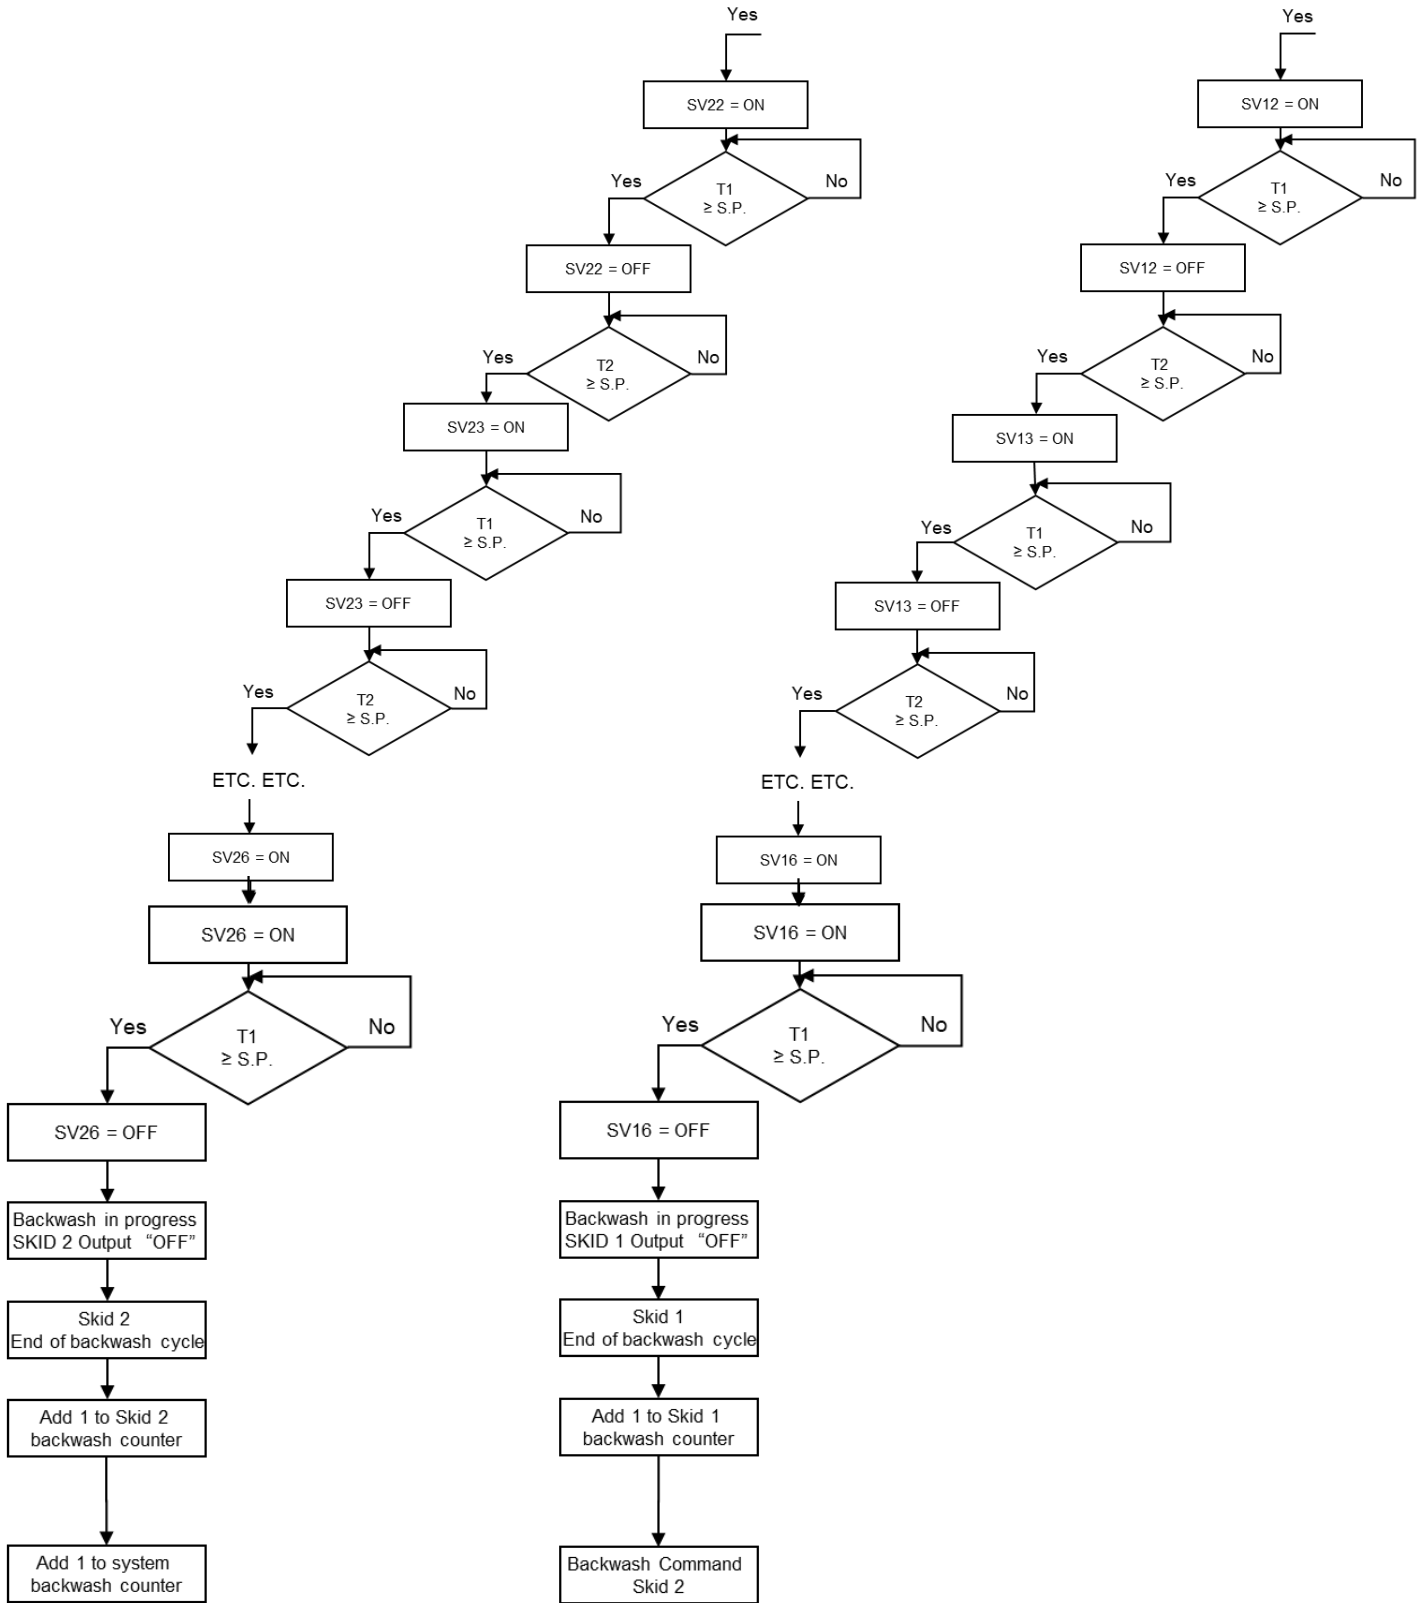 Yes
SV22 = ON
Yes
T1
≥ S.P.
No
SV22 = OFF
Yes
T2
≥ S.P.
No
SV23 = ON
Yes
T1
≥ S.P.
No
SV23 = OFF
Yes
T2
≥ S.P.
No
ETC. ETC.
SV26 = ON
SV26 = ON
Yes
T1
≥ S.P.
No
SV26 = OFF
Backwash in progress
SKID 2 Output “OFF”
Skid 2
End of backwash cycle
Add 1 to Skid 2
backwash counter
Add 1 to system
backwash counter
Yes
SV12 = ON
Yes
T1
≥ S.P.
No
SV12 = OFF
Yes
T2
≥ S.P.
No
SV13 = ON
Yes
T1
≥ S.P.
No
SV13 = OFF
Yes
T2
≥ S.P.
No
ETC. ETC.
SV16 = ON
SV16 = ON
Yes
T1
≥ S.P.
No
SV16 = OFF
Backwash in progress
SKID 1 Output “OFF”
Skid 1
End of backwash cycle
Add 1 to Skid 1
backwash counter
Backwash Command
Skid 2